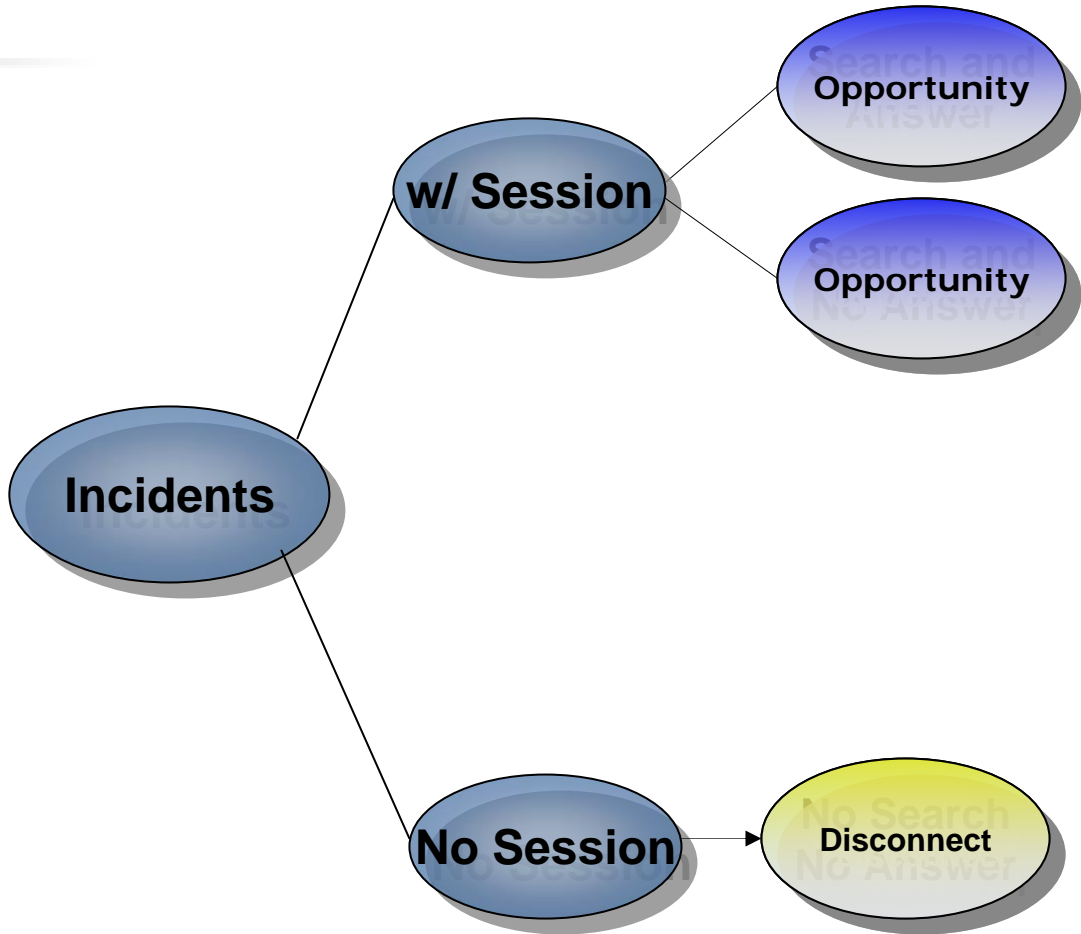 Search and
Opportunity
Answer
w/ Session
Search and
Opportunity
No Answer
Incidents
No Search
Disconnect
No Answer
No Session